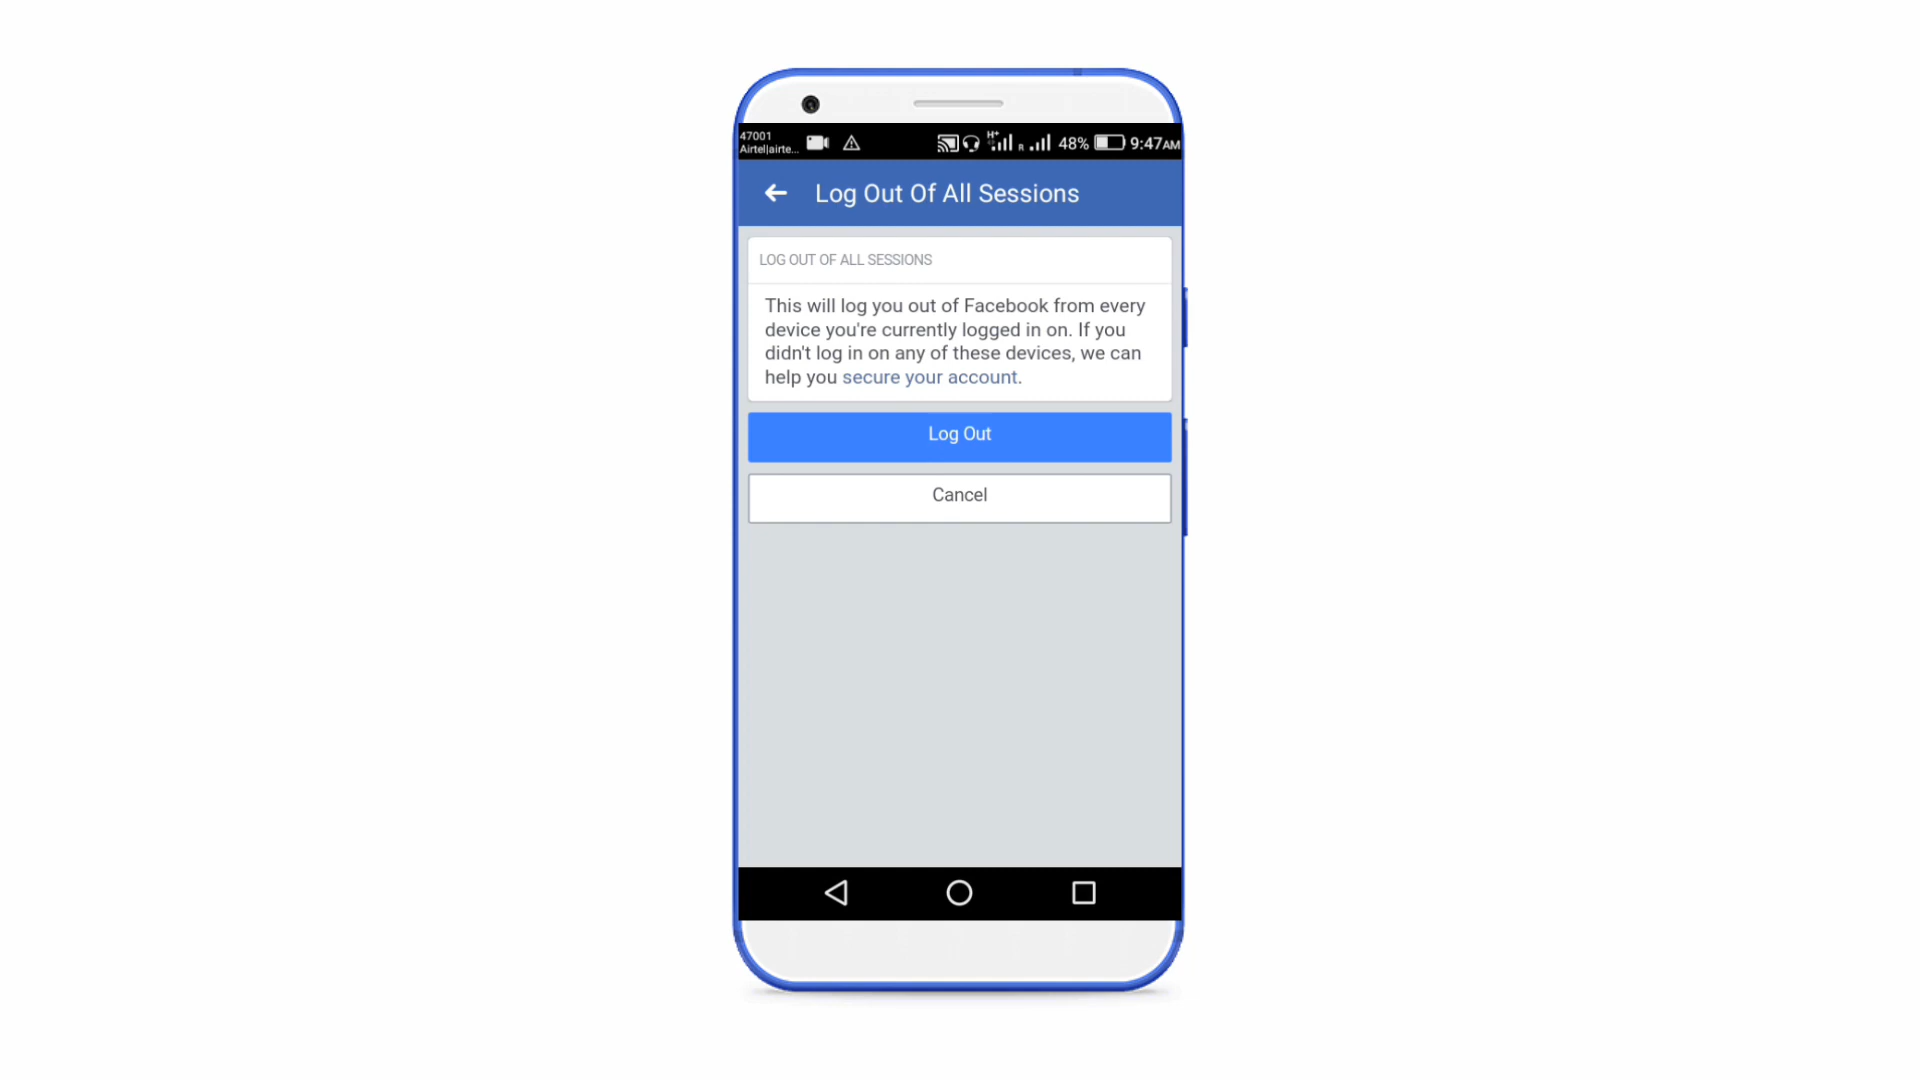 47001
Airtel|airte...
H+
R
48%
9:47AM
Log Out Of All Sessions
LOG OUT OF ALL SESSIONS
This will log you out of Facebook from every
device you're currently logged in on. If you
didn't log in on any of these devices, we can
help you secure your account.
Log Out
Cancel